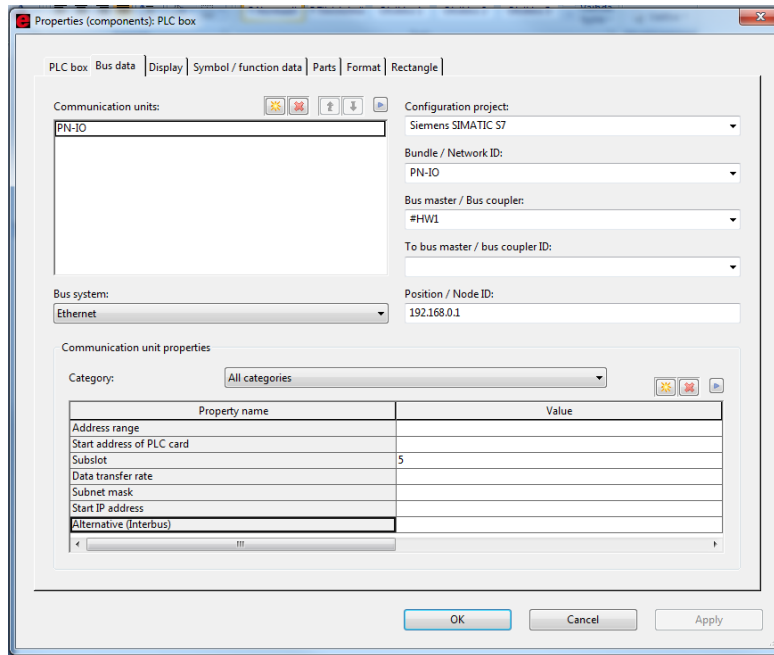 Properties (components): PLC box
PLC box Bus data Display Symbol / function data Parts Format Rectangle
Communication units:
PN-IO
Bus system:
Ethernet
Configuration project:
Siemens SIMATIC S7
Bundle / Network ID:
PN-IO
Bus master / Bus coupler:
#HW1
To bus master / bus coupler ID:
Position / Node ID:
192.168.0.1
Communication unit properties
Category: All categories
Property name Value
Address range
Start address of PLC card
Subslot 5
Data transfer rate
Subnet mask
Start IP address
Alternative (Interbus)
OK Cancel Apply